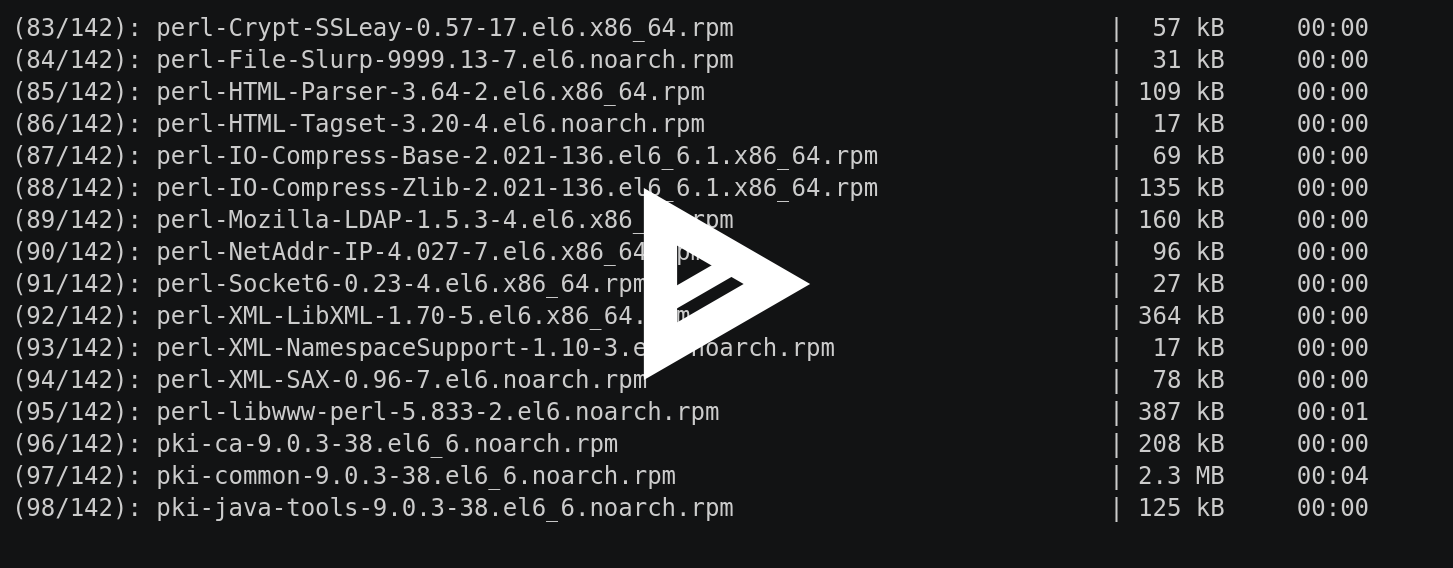 (83/142): perl-Crypt-SSLeay-0.57-17.el6.x86_64.rpm | 57 kB 00:00
(84/142): perl-File-Slurp-9999.13-7.el6.noarch.rpm | 31 kB 00:00
(85/142): perl-HTML-Parser-3.64-2.el6.x86_64.rpm | 109 kB 00:00
(86/142): perl-HTML-Tagset-3.20-4.el6.noarch.rpm | 17 kB 00:00
(87/142): perl-IO-Compress-Base-2.021-136.el6_6.1.x86_64.rpm | 69 kB 00:00
(88/142): perl-IO-Compress-Zlib-2.021-136.el6_6.1.x86_64.rpm | 135 kB 00:00
(89/142): perl-Mozilla-LDAP-1.5.3-4.el6.x86_ rpm | 160 kB 00:00
(90/142): perl-NetAddr-IP-4.027-7.el6.x86_64 | 96 kB 00:00
(91/142): perl-Socket6-0.23-4.el6.x86_64.rpm | 27 kB 00:00
(92/142): perl-XML-LibXML-1.70-5.el6.x86_64. | 364 kB 00:00
(93/142): perl-XML-NamespaceSupport-1.10-3.e noarch.rpm | 17 kB 00:00
(94/142): perl-XML-SAX-0.96-7.el6.noarch.rpm | 78 kB 00:00
(95/142): perl-libwww-perl-5.833-2.el6.noarch.rpm | 387 kB 00:01
(96/142): pki-ca-9.0.3-38.el6_6.noarch.rpm | 208 kB 00:00
(97/142): pki-common-9.0.3-38.el6_6.noarch.rpm | 2.3 MB 00:04
(98/142): pki-java-tools-9.0.3-38.el6_6.noarch.rpm | 125 kB 00:00